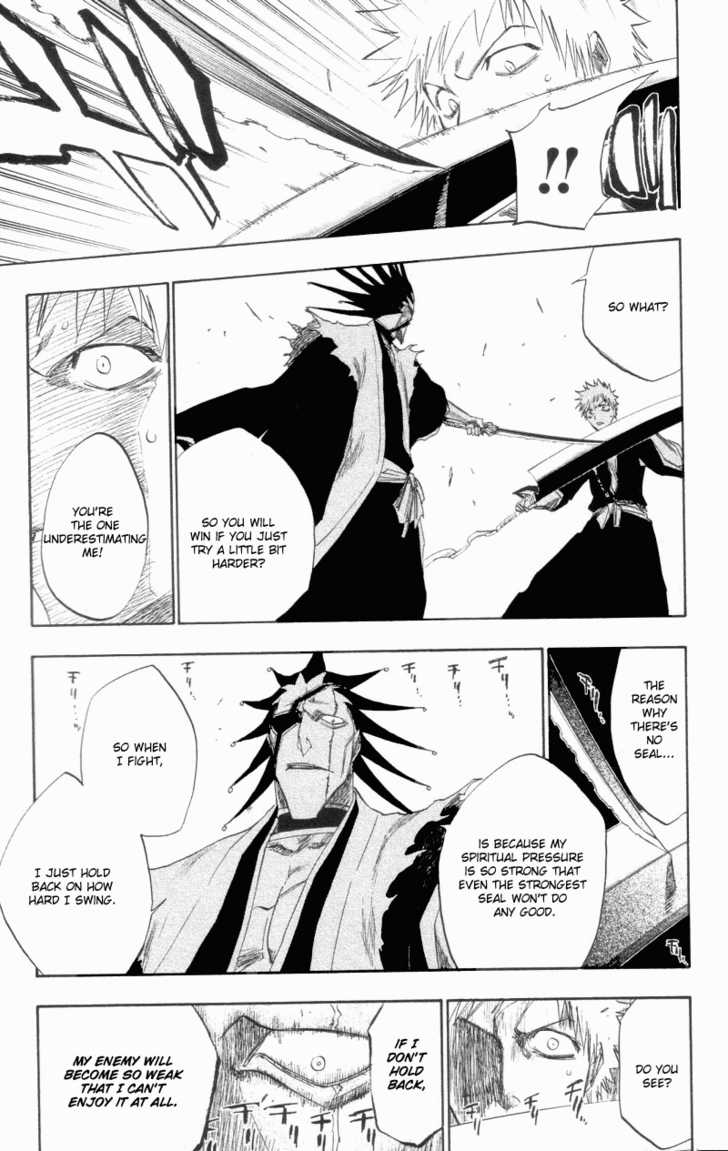 !!
SO WHAT?
SO YOU WILL
WIN IF YOU JUST
TRY A LITTLE BIT
HARDER?
YOU'RE
THE ONE
UNDERESTIMATING
ME!
THE
REASON
WHY
THERE'S
NO
SEAL...
IS BECAUSE MY
SPIRITUAL PRESSURE
IS SO STRONG THAT
EVEN THE STRONGEST
SEAL WON'T DO
ANY GOOD.
SO WHEN
I FIGHT,
I JUST HOLD
BACK ON HOW
HARD I SWING.
DO YOU
SEE?
IF I
DON'T
HOLD
BACK,
MY ENEMY WILL
BECOME SO WEAK
THAT I CAN'T
ENJOY IT AT ALL.